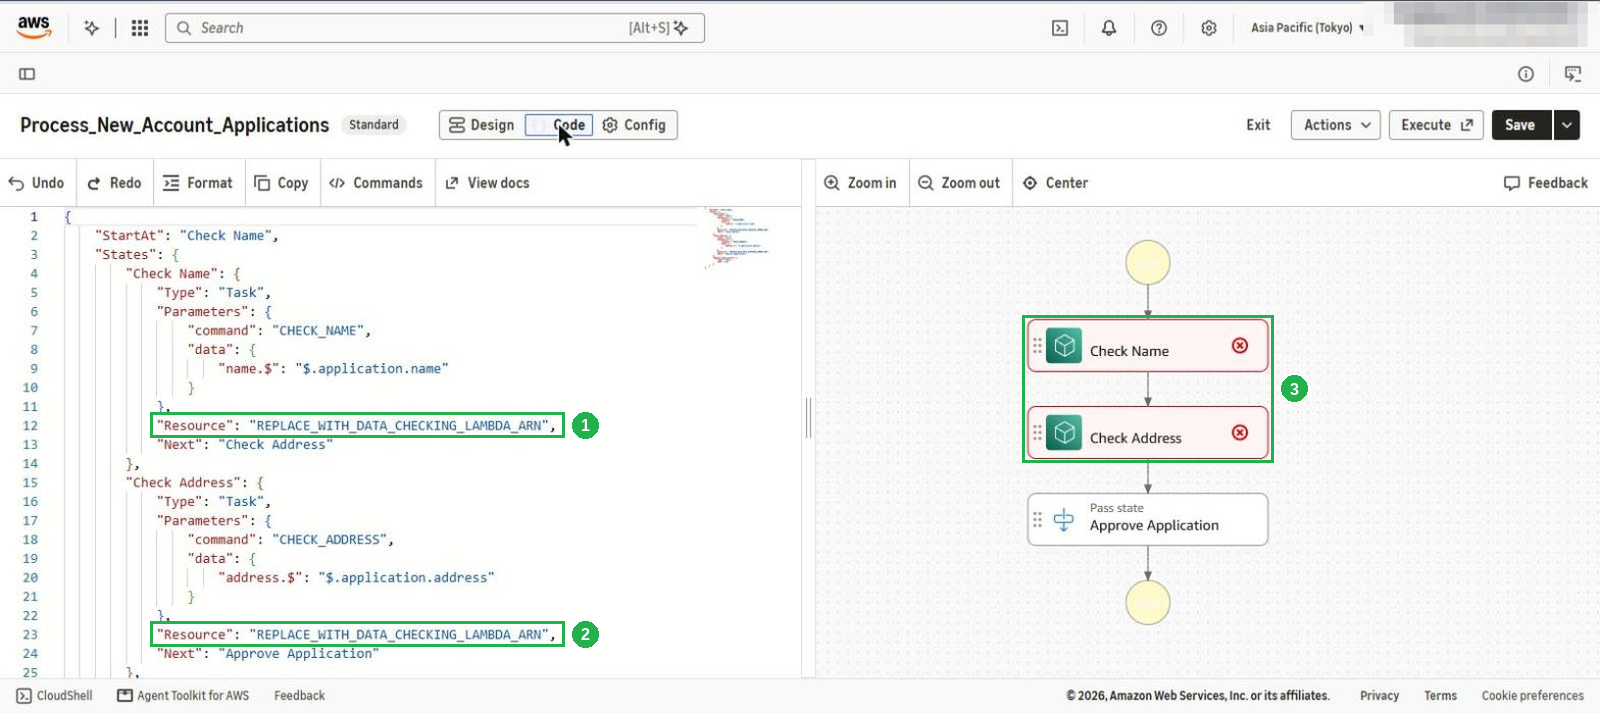 aws
Search
[Alt+S]
Asia Pacific (Tokyo)
Process_New_Account_Applications
Standard
Design
Code
Config
Exit
Actions
Execute
Save
Undo
Redo
Format
Copy
Commands
View docs
Zoom in
Zoom out
Center
Feedback
1 {
2 "StartAt": "Check Name",
3 "States": {
4 "Check Name": {
5 "Type": "Task",
6 "Parameters": {
7 "command": "CHECK_NAME",
8 "data": {
9 "name.$": "$.application.name"
10 }
11 },
12 "Resource": "REPLACE_WITH_DATA_CHECKING_LAMBDA_ARN", 1
13 "Next": "Check Address"
14 },
15 "Check Address": {
16 "Type": "Task",
17 "Parameters": {
18 "command": "CHECK_ADDRESS",
19 "data": {
20 "address.$": "$.application.address"
21 }
22 },
23 "Resource": "REPLACE_WITH_DATA_CHECKING_LAMBDA_ARN", 2
24 "Next": "Approve Application"
25 },
Check Name
3
Check Address
Pass state
Approve Application
CloudShell
Agent Toolkit for AWS
Feedback
© 2026, Amazon Web Services, Inc. or its affiliates.
Privacy
Terms
Cookie preferences